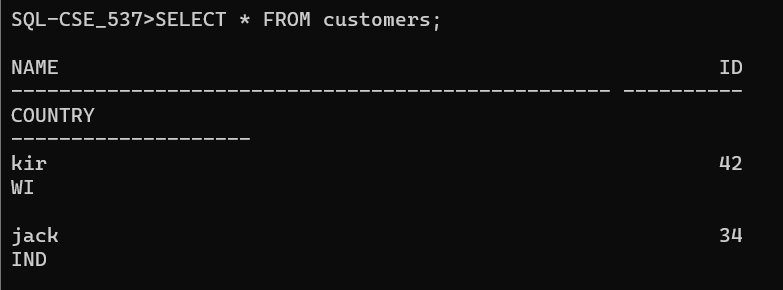 SQL-CSE_537>SELECT * FROM customers;
NAME ID
-------------------------------------------------- ----------
COUNTRY
--------------------
kir 42
WI
jack 34
IND